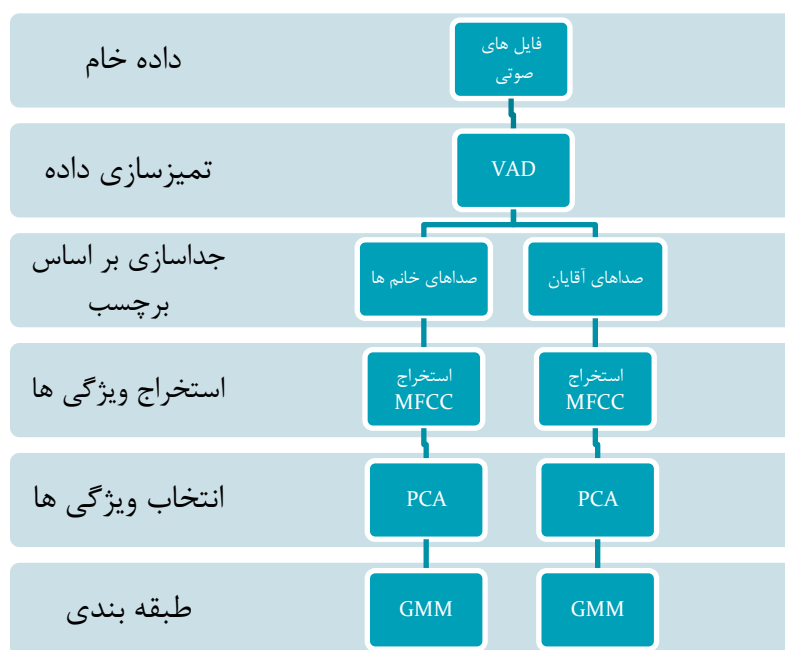 داده خام
فایل های
صوتی
تمیزسازی داده
VAD
جداسازی بر اساس
برچسب
صداهای آقایان
صداهای خانم ها
استخراج ویژگی ها
استخراج
MFCC
استخراج
MFCC
انتخاب ویژگی ها
PCA
PCA
طبقه بندی
GMM
GMM